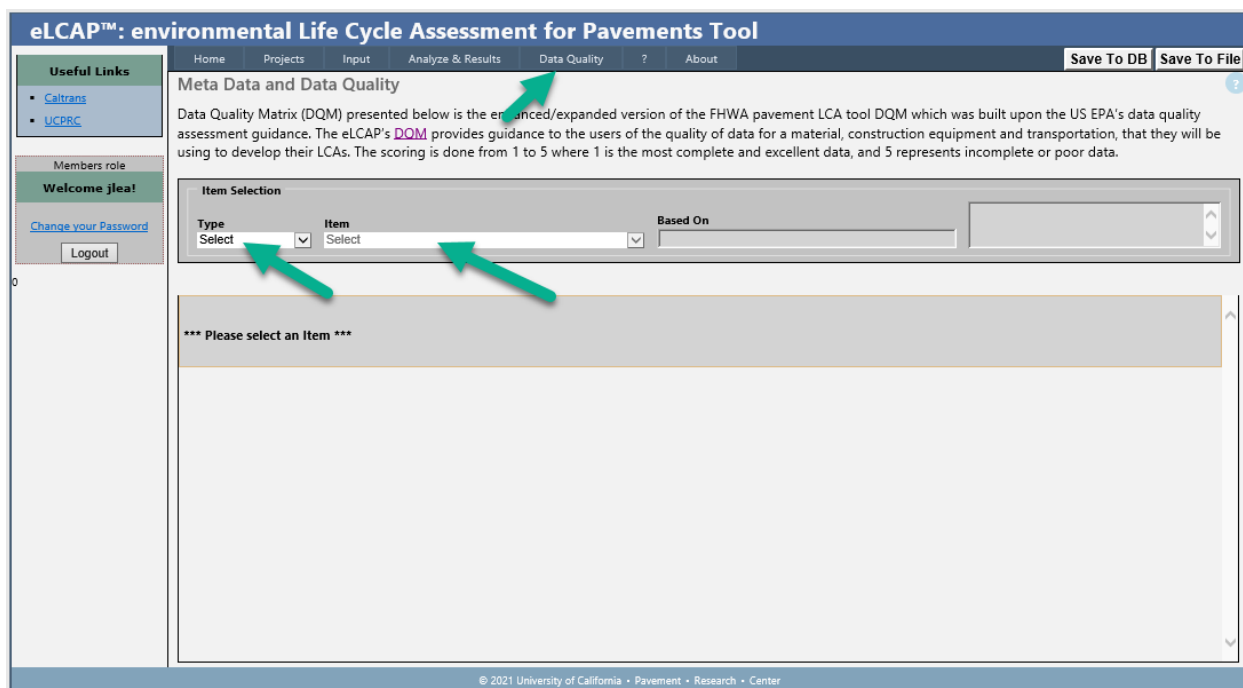 eLCAP™: environmental Life Cycle Assessment for Pavements Tool
Home Projects Input Analyze & Results Data Quality ? About Save To DB Save To File
Useful Links
Caltrans
UCPRC
Members role
Welcome jlea!
Change your Password
Logout
0
Meta Data and Data Quality
?
Data Quality Matrix (DQM) presented below is the enhanced/expanded version of the FHWA pavement LCA tool DQM which was built upon the US EPA's data quality
assessment guidance. The eLCAP's DQM provides guidance to the users of the quality of data for a material, construction equipment and transportation, that they will be
using to develop their LCAs. The scoring is done from 1 to 5 where 1 is the most complete and excellent data, and 5 represents incomplete or poor data.
Item Selection
Type Item Based On
Select Select
*** Please select an Item ***
© 2021 University of California • Pavement • Research • Center